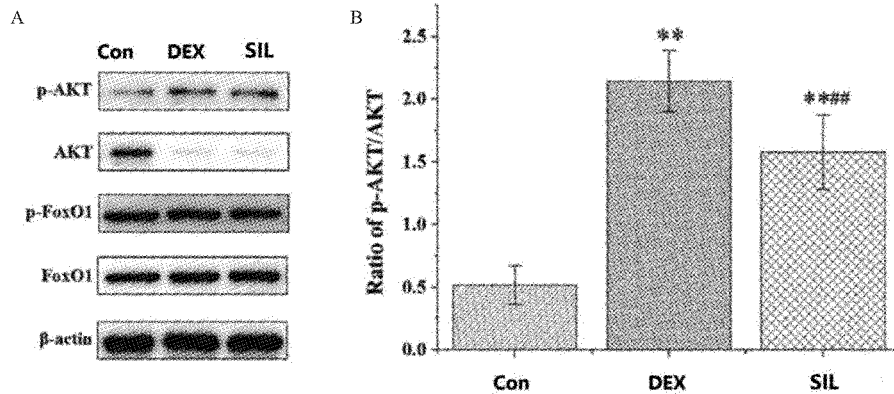 A
Con DEX SIL
p-AKT
AKT
p-FoxO1
FoxO1
β-actin
B
Ratio of p-AKT/AKT
2.5
2.0
1.5
1.0
0.5
0.0
**
**##
Con DEX SIL